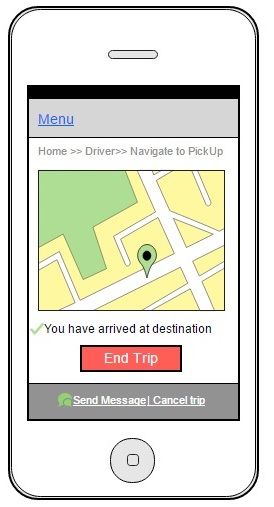 Menu
Home >> Driver>> Navigate to PickUp
You have arrived at destination
End Trip
Send Message| Cancel trip